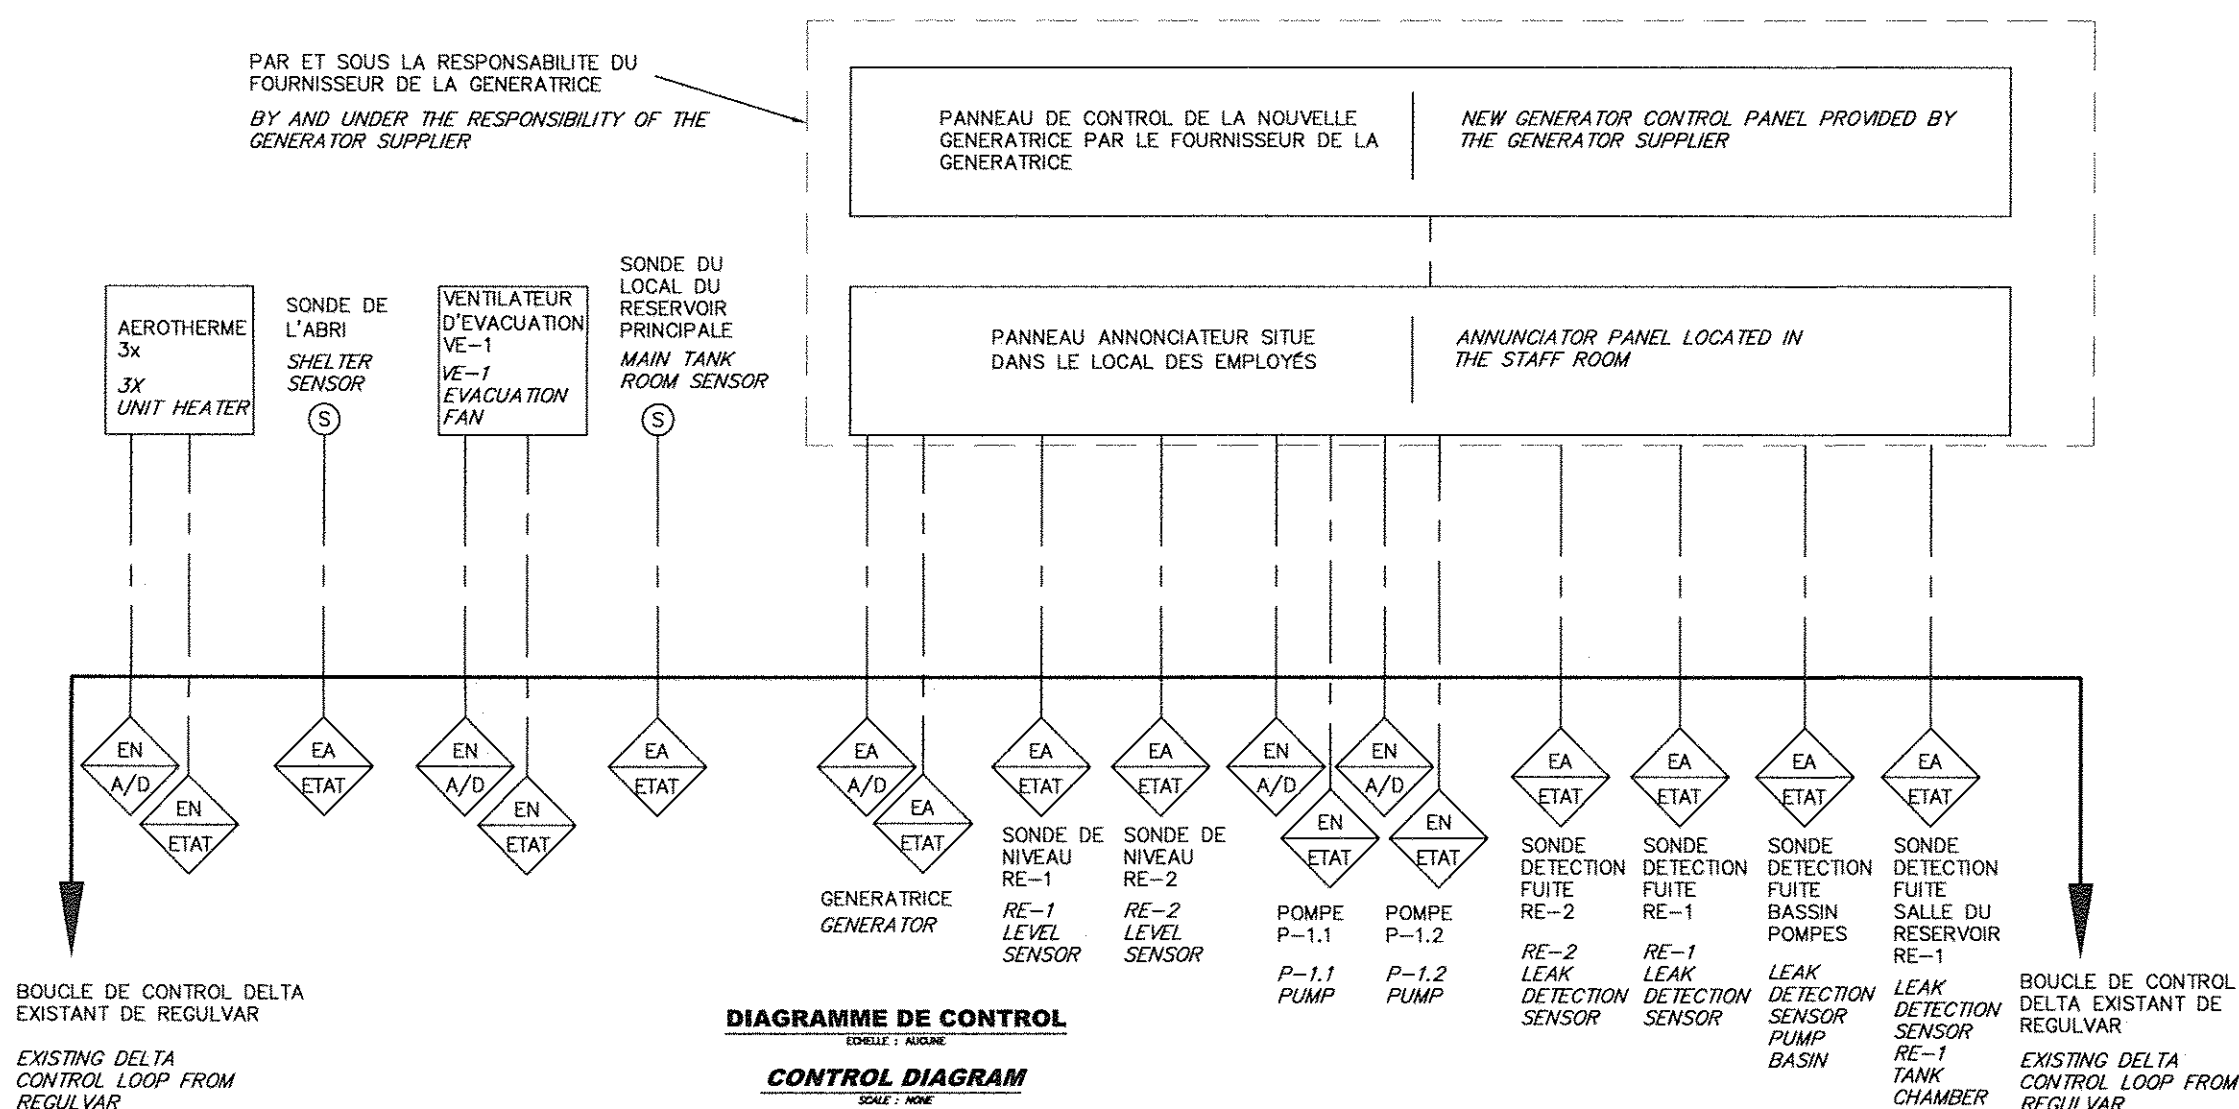 PAR ET SOUS LA RESPONSABILITE DU
FOURNISSEUR DE LA GENERATRICE
BY AND UNDER THE RESPONSIBILITY OF THE
GENERATOR SUPPLIER
PANNEAU DE CONTROL DE LA NOUVELLE
GENERATRICE PAR LE FOURNISSEUR DE LA
GENERATRICE
NEW GENERATOR CONTROL PANEL PROVIDED BY
THE GENERATOR SUPPLIER
AEROTHERME
3x
3X
UNIT HEATER
SONDE DE
L'ABRI
SHELTER
SENSOR
S
VENTILATEUR
D'EVACUATION
VE-1
VE-1
EVACUATION
FAN
SONDE DU
LOCAL DU
RESERVOIR
PRINCIPALE
MAIN TANK
ROOM SENSOR
S
PANNEAU ANNONCIATEUR SITUE
DANS LE LOCAL DES EMPLOYÉS
ANNUNCIATOR PANEL LOCATED IN
THE STAFF ROOM
EN
A/D
EN
ETAT
EA
ETAT
EN
A/D
EN
ETAT
EA
ETAT
EA
A/D
EA
ETAT
GENERATRICE
GENERATOR
EA
ETAT
SONDE DE
NIVEAU
RE-1
RE-1
LEVEL
SENSOR
EA
ETAT
SONDE DE
NIVEAU
RE-2
RE-2
LEVEL
SENSOR
EN
A/D
EN
ETAT
POMPE
P-1.1
P-1.1
PUMP
EN
A/D
EN
ETAT
POMPE
P-1.2
P-1.2
PUMP
EA
ETAT
SONDE
DETECTION
FUITE
RE-2
RE-2
LEAK
DETECTION
SENSOR
EA
ETAT
SONDE
DETECTION
FUITE
RE-1
RE-1
LEAK
DETECTION
SENSOR
EA
ETAT
SONDE
DETECTION
FUITE
BASSIN
POMPES
LEAK
DETECTION
SENSOR
PUMP
BASIN
EA
ETAT
SONDE
DETECTION
FUITE
SALLE DU
RESERVOIR
RE-1
LEAK
DETECTION
SENSOR
RE-1
TANK
CHAMBER
BOUCLE DE CONTROL DELTA
EXISTANT DE REGULVAR
EXISTING DELTA
CONTROL LOOP FROM
REGULVAR
BOUCLE DE CONTROL
DELTA EXISTANT DE
REGULVAR
EXISTING DELTA
CONTROL LOOP FROM
REGULVAR
DIAGRAMME DE CONTROL
ECHELLE : AUCUNE
CONTROL DIAGRAM
SCALE : NONE